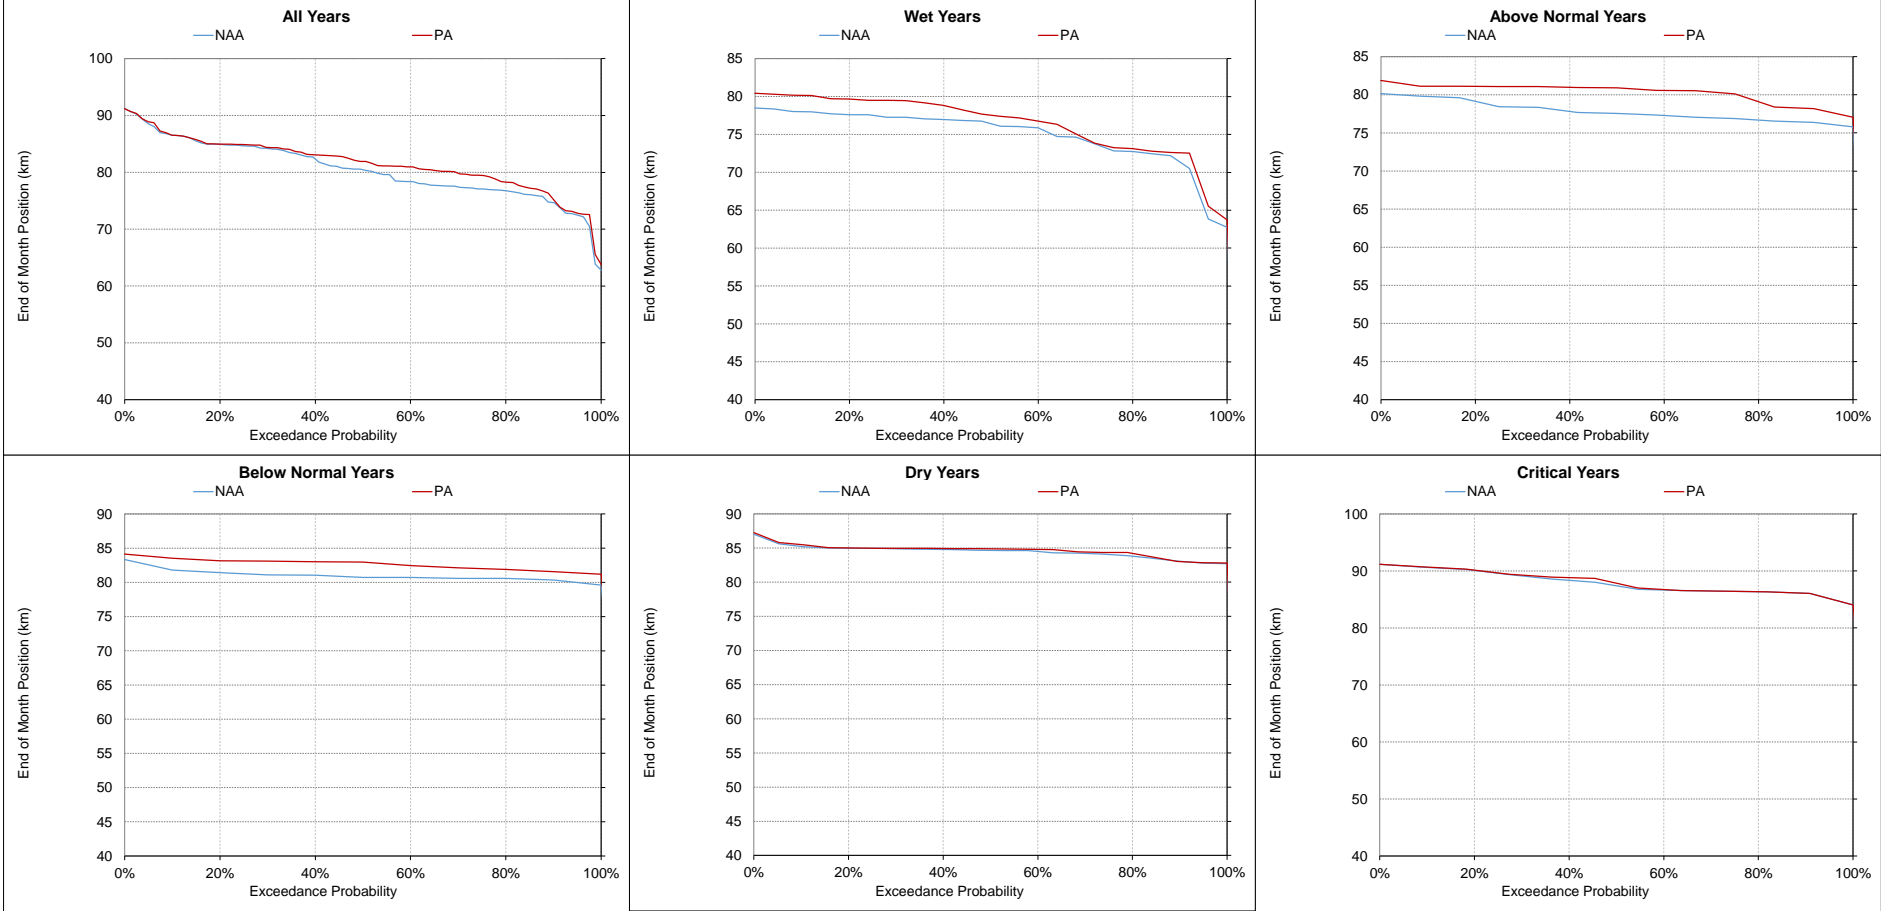 All Years
NAA PA
100
90
80
70
60
50
40
0% 20% 40% 60% 80% 100%
Exceedance Probability
End of Month Position (km)
Wet Years
NAA PA
85
80
75
70
65
60
55
50
45
40
0% 20% 40% 60% 80% 100%
Exceedance Probability
End of Month Position (km)
Above Normal Years
NAA PA
85
80
75
70
65
60
55
50
45
40
0% 20% 40% 60% 80% 100%
Exceedance Probability
End of Month Position (km)
Below Normal Years
NAA PA
90
85
80
75
70
65
60
55
50
45
40
0% 20% 40% 60% 80% 100%
Exceedance Probability
End of Month Position (km)
Dry Years
NAA PA
90
85
80
75
70
65
60
55
50
45
40
0% 20% 40% 60% 80% 100%
Exceedance Probability
End of Month Position (km)
Critical Years
NAA PA
100
90
80
70
60
50
40
0% 20% 40% 60% 80% 100%
Exceedance Probability
End of Month Position (km)